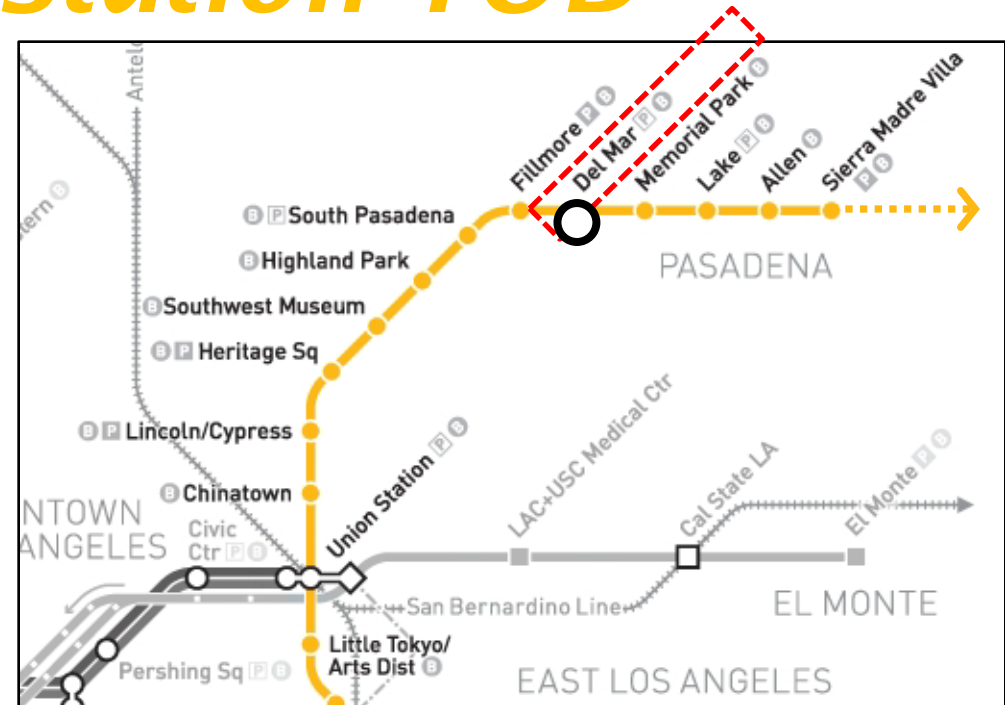 Station TOD
Antelo
Fillmore P B
Del Mar P B
Memorial Park B
Lake P B
Allen B
Sierra Madre Villa
P B
B P South Pasadena
PASADENA
B Highland Park
B Southwest Museum
B P Heritage Sq
B P Lincoln/Cypress
Union Station P B
LAC+USC Medical Ctr
Cal State LA
El Monte P B
B Chinatown
NTOWN
ANGELES
Civic
Ctr P B
San Bernardino Line
EL MONTE
Little Tokyo/
Arts Dist B
Pershing Sq P B
EAST LOS ANGELES
tern B